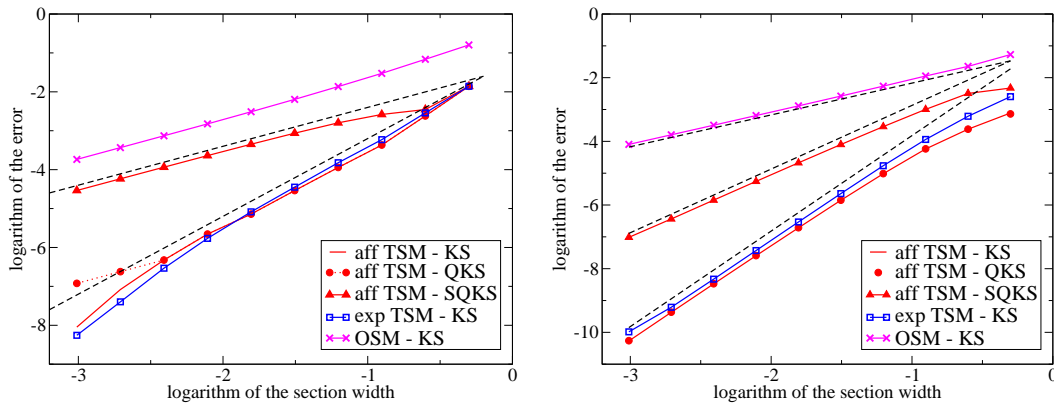 0
-2
-4
-6
-8
logarithm of the error
-3
-2
-1
0
logarithm of the section width
aff TSM - KS
aff TSM - QKS
aff TSM - SQKS
exp TSM - KS
OSM - KS
0
-2
-4
-6
-8
-10
logarithm of the error
-3
-2
-1
0
logarithm of the section width
aff TSM - KS
aff TSM - QKS
aff TSM - SQKS
exp TSM - KS
OSM - KS